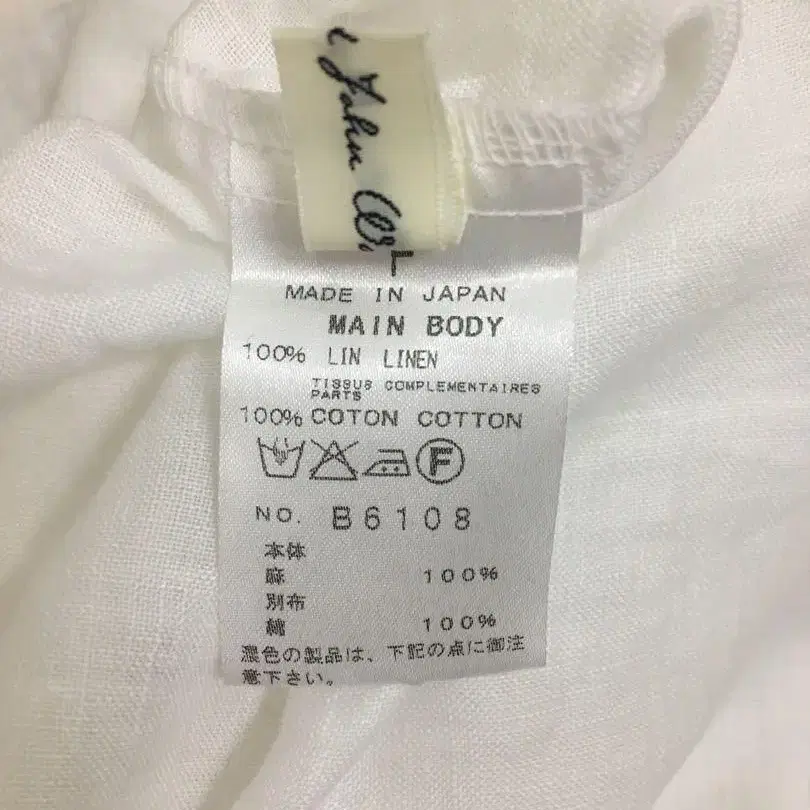 John
L
MADE IN JAPAN
MAIN BODY
100% LIN LINEN
TISSUS COMPLEMENTAIRES
PARTS
100% COTON COTTON
F
NO. B6108
本体
麻 100%
別布
綿 100%
濃色の製品は、下記の点に御注
意下さい。